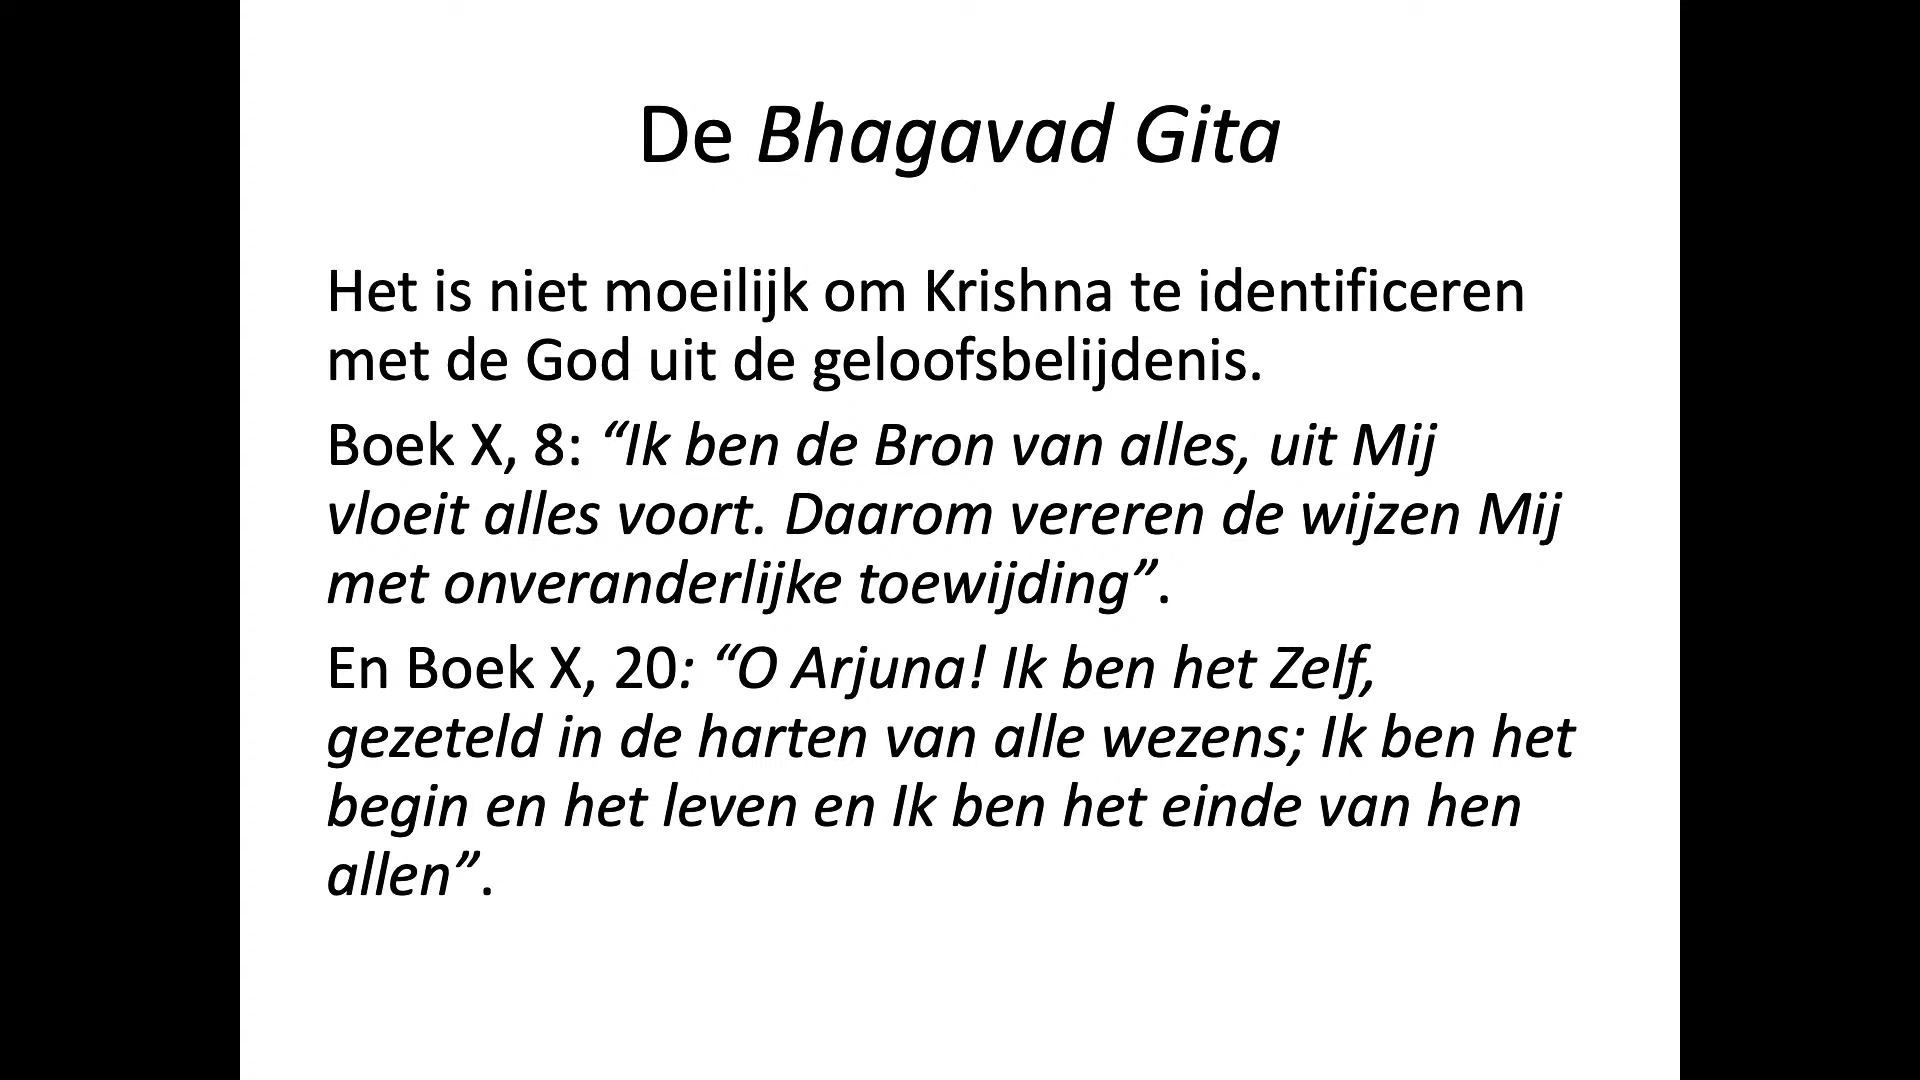 De Bhagavad Gita
Het is niet moeilijk om Krishna te identificeren
met de God uit de geloofsbelijdenis.
Boek X, 8: “Ik ben de Bron van alles, uit Mij
vloeit alles voort. Daarom vereren de wijzen Mij
met onveranderlijke toewijding”.
En Boek X, 20: “O Arjuna! Ik ben het Zelf,
gezeteld in de harten van alle wezens; Ik ben het
begin en het leven en Ik ben het einde van hen
allen”.